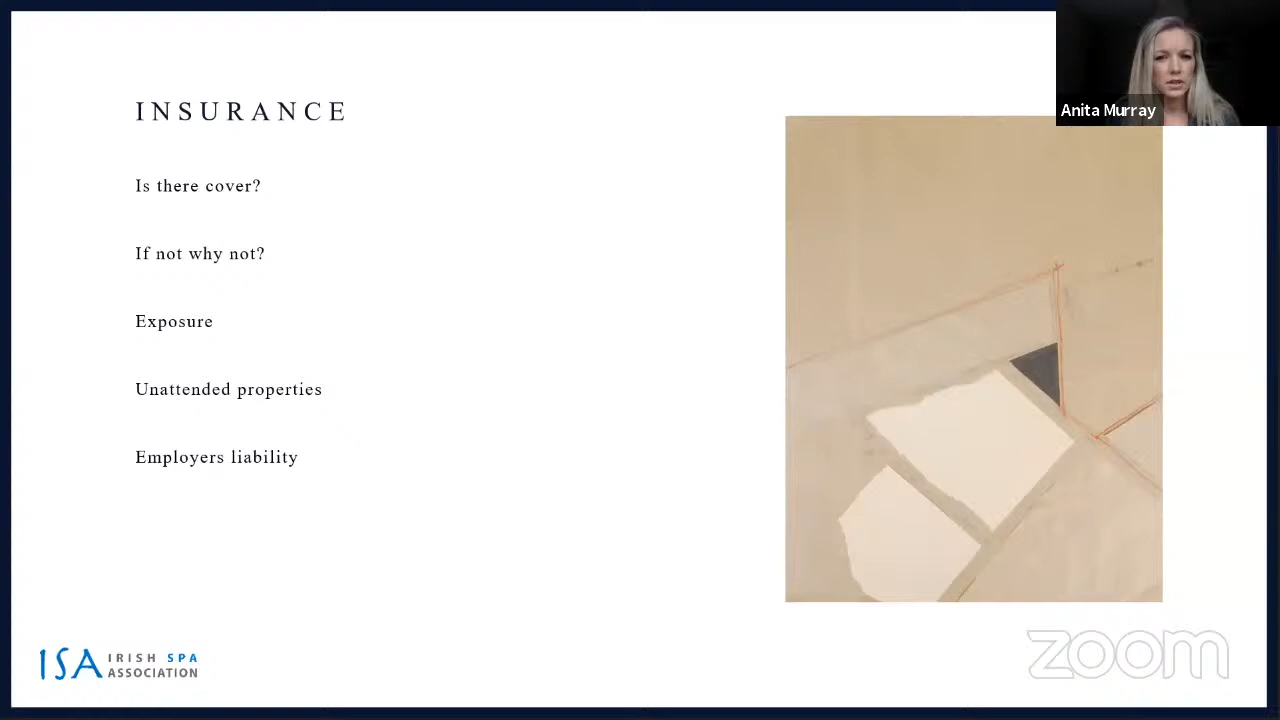 INSURANCE
Is there cover?
If not why not?
Exposure
Unattended properties
Employers liability
Anita Murray
ISA IRISH SPA
ASSOCIATION
zoom